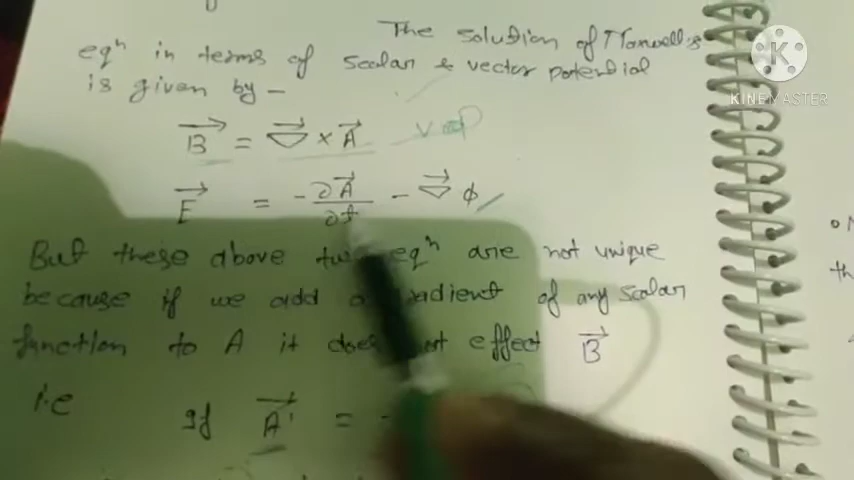 The solution of Maxwell's
eqⁿ in terms of scalar & vector potential
is given by -
B⃗ = ∇⃗ × A⃗
E⃗ = - ∂A⃗/∂t - ∇⃗ ϕ
But these above two eqⁿ are not unique
because if we add a gradient of any scalar
function to A it does not effect B⃗
i.e If A⃗' =
KINEMASTER